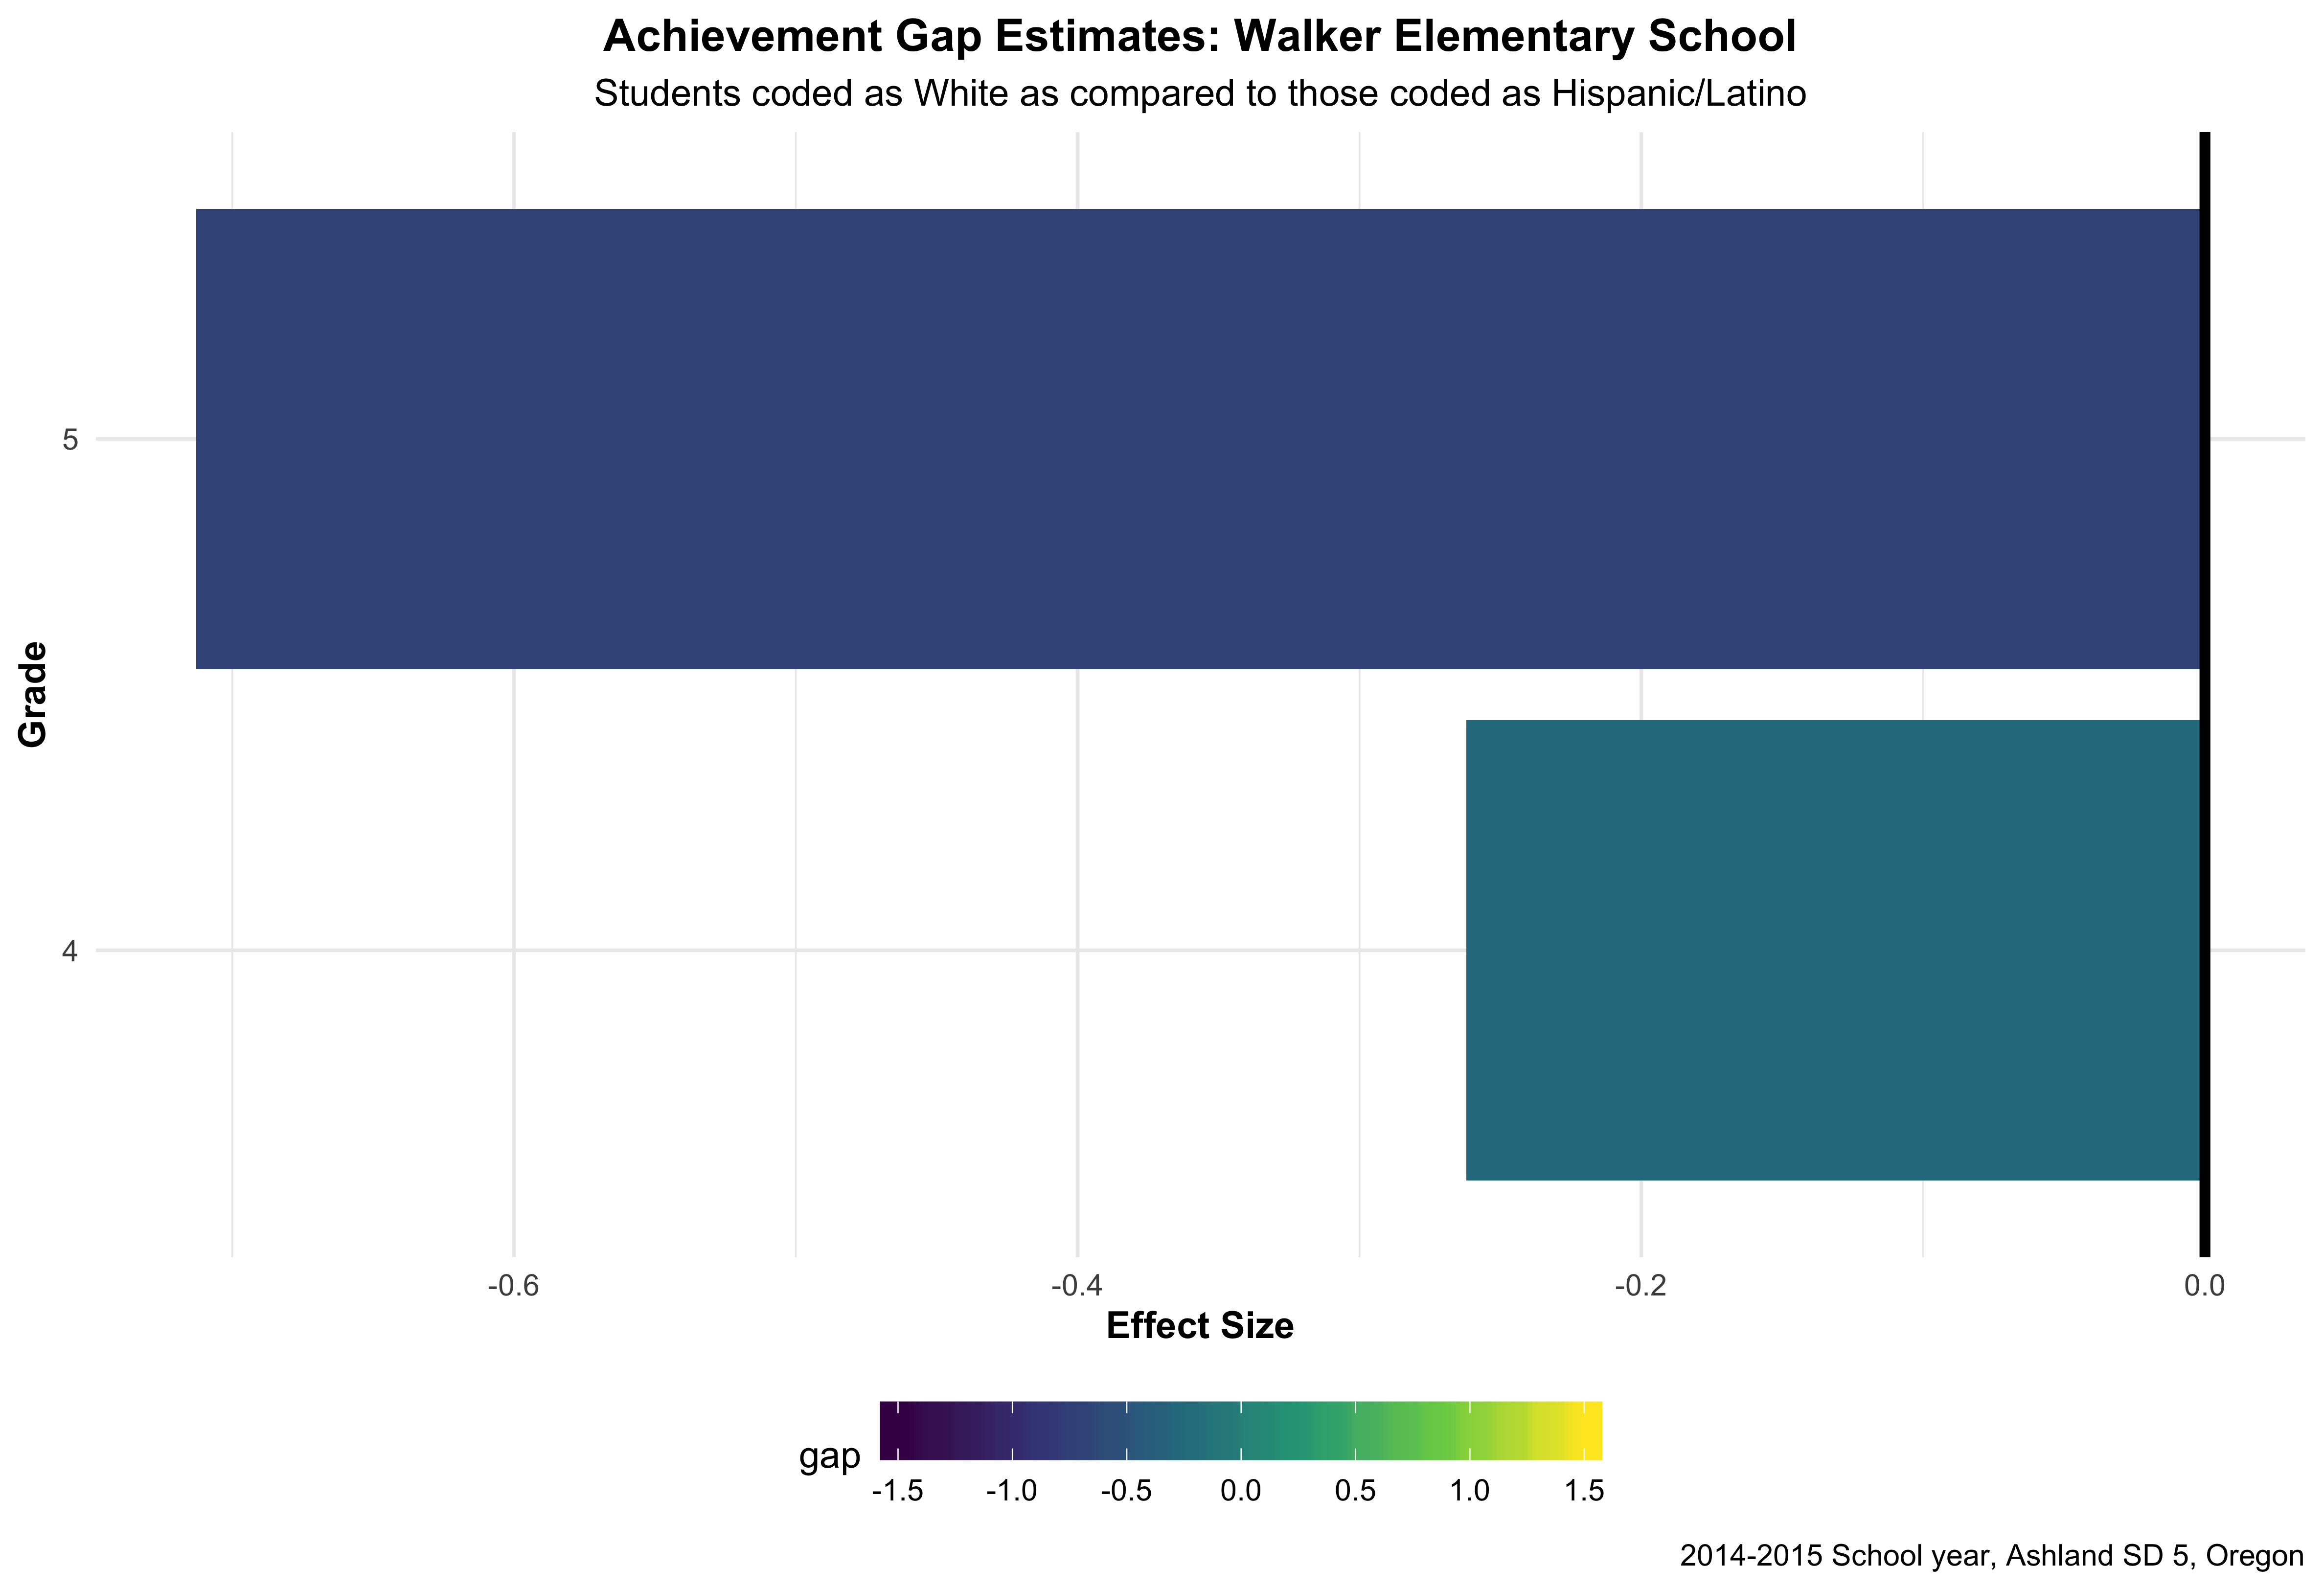 Achievement Gap Estimates: Walker Elementary School
Students coded as White as compared to those coded as Hispanic/Latino
Grade
5
4
-0.6 -0.4 -0.2 0.0
Effect Size
gap
-1.5 -1.0 -0.5 0.0 0.5 1.0 1.5
2014-2015 School year, Ashland SD 5, Oregon